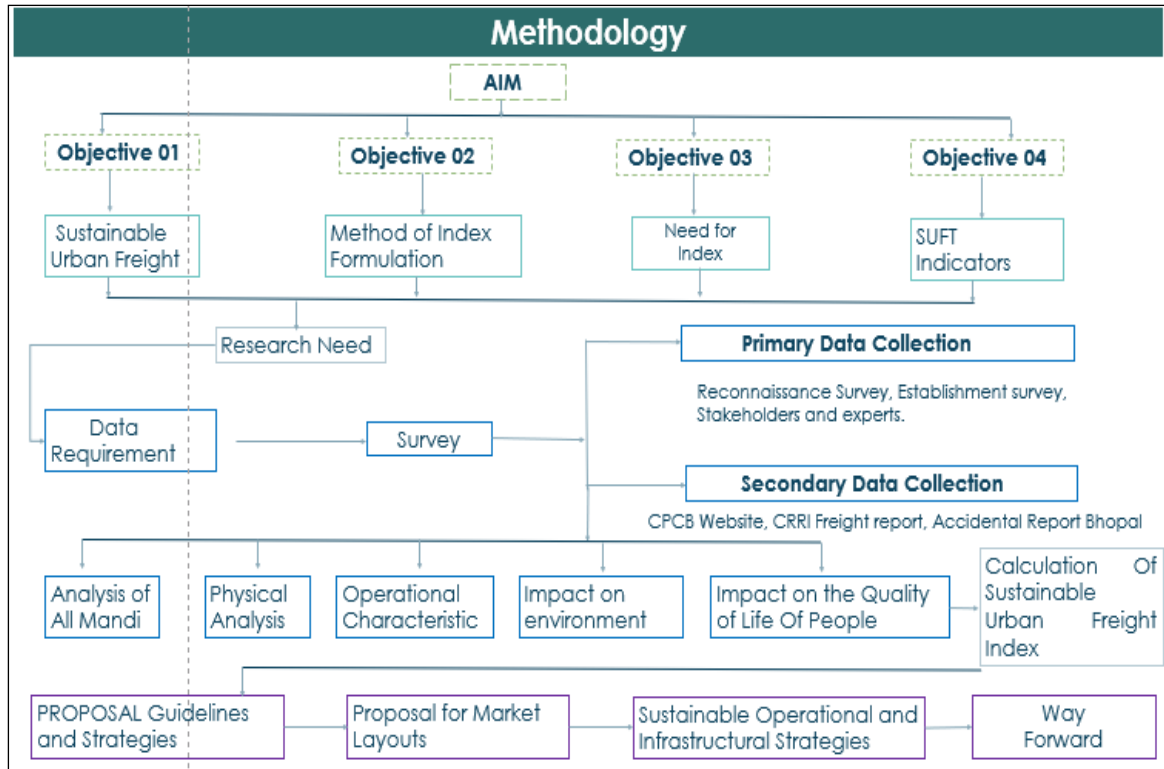 Methodology
AIM
Objective 01
Objective 02
Objective 03
Objective 04
Sustainable
Urban Freight
Method of Index
Formulation
Need for
Index
SUFT
Indicators
Research Need
Primary Data Collection
Reconnaissance Survey, Establishment survey,
Stakeholders and experts.
Data
Requirement
Survey
Secondary Data Collection
CPCB Website, CRRI Freight report, Accidental Report Bhopal
Analysis of
All Mandi
Physical
Analysis
Operational
Characteristic
Impact on
environment
Impact on the Quality
of Life Of People
Calculation Of
Sustainable
Urban Freight
Index
PROPOSAL Guidelines
and Strategies
Proposal for Market
Layouts
Sustainable Operational and
Infrastructural Strategies
Way
Forward